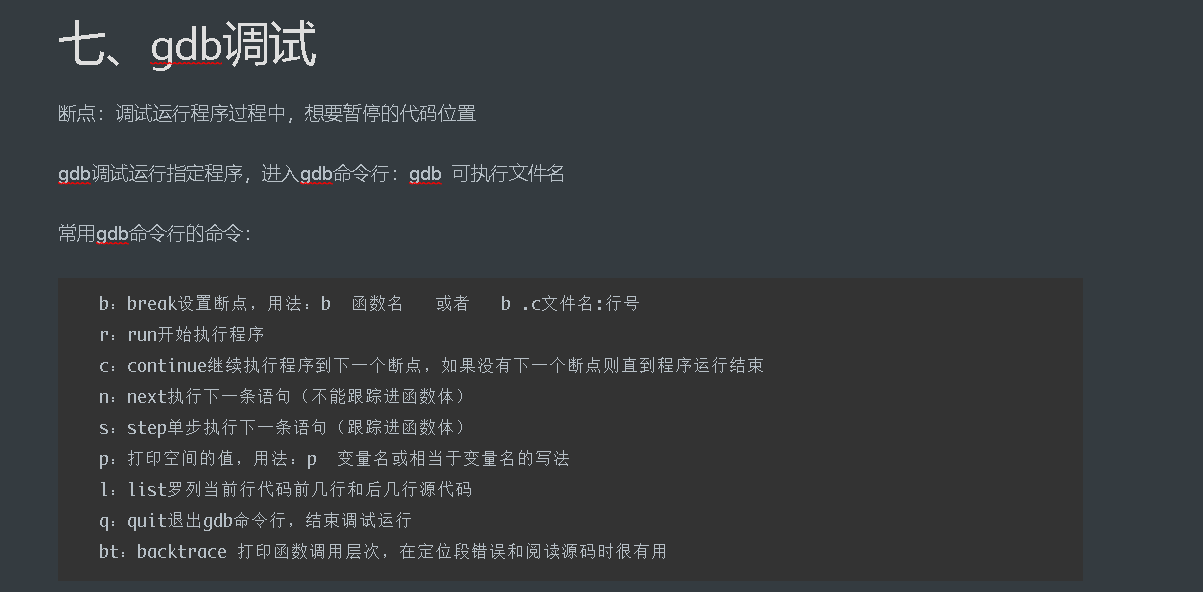 七、gdb调试
断点：调试运行程序过程中，想要暂停的代码位置
gdb调试运行指定程序，进入gdb命令行：gdb 可执行文件名
常用gdb命令行的命令：
b：break设置断点，用法：b  函数名   或者   b .c文件名:行号
r：run开始执行程序
c：continue继续执行程序到下一个断点，如果没有下一个断点则直到程序运行结束
n：next执行下一条语句（不能跟踪进函数体）
s：step单步执行下一条语句（跟踪进函数体）
p：打印空间的值，用法：p  变量名或相当于变量名的写法
l：list罗列当前行代码前几行和后几行源代码
q：quit退出gdb命令行，结束调试运行
bt：backtrace 打印函数调用层次，在定位段错误和阅读源码时很有用